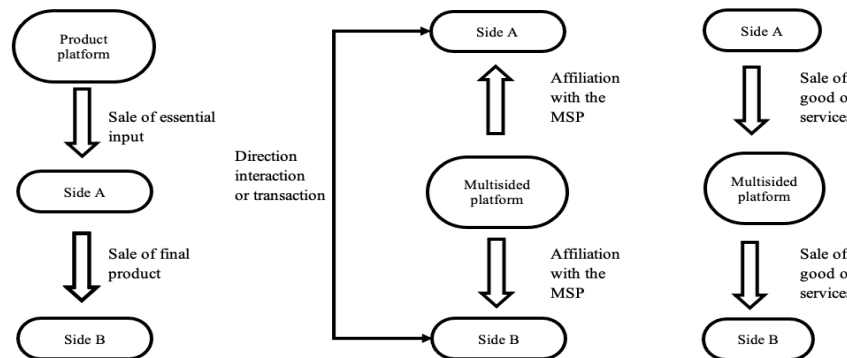 Product
platform
Sale of essential
input
Side A
Sale of final
product
Side B
Direction
interaction
or transaction
Side A
Affiliation
with the
MSP
Multisided
platform
Affiliation
with the
MSP
Side B
Side A
Sale of
good o
services
Multisided
platform
Sale of
good o
services
Side B